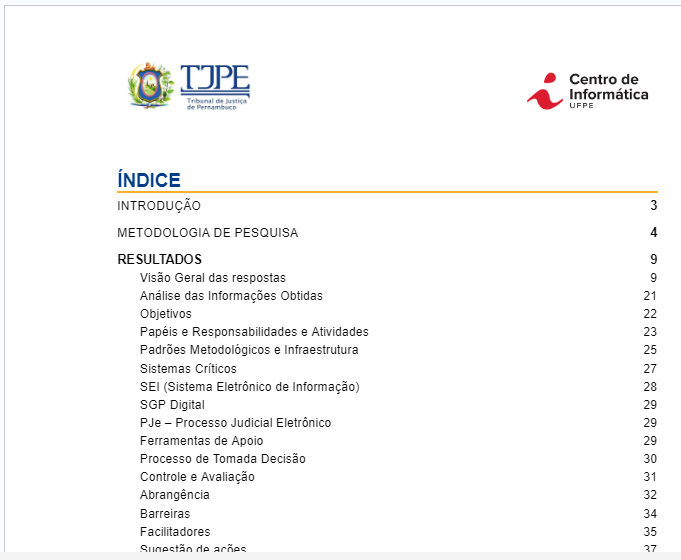 TJPE
Tribunal de Justiça
de Pernambuco
Centro de
Informática
UFPE
ÍNDICE
INTRODUÇÃO 3
METODOLOGIA DE PESQUISA 4
RESULTADOS 9
Visão Geral das respostas 9
Análise das Informações Obtidas 21
Objetivos 22
Papéis e Responsabilidades e Atividades 23
Padrões Metodológicos e Infraestrutura 25
Sistemas Críticos 27
SEI (Sistema Eletrônico de Informação) 28
SGP Digital 29
PJe – Processo Judicial Eletrônico 29
Ferramentas de Apoio 29
Processo de Tomada Decisão 30
Controle e Avaliação 31
Abrangência 32
Barreiras 34
Facilitadores 35
Sugestão de ações 37